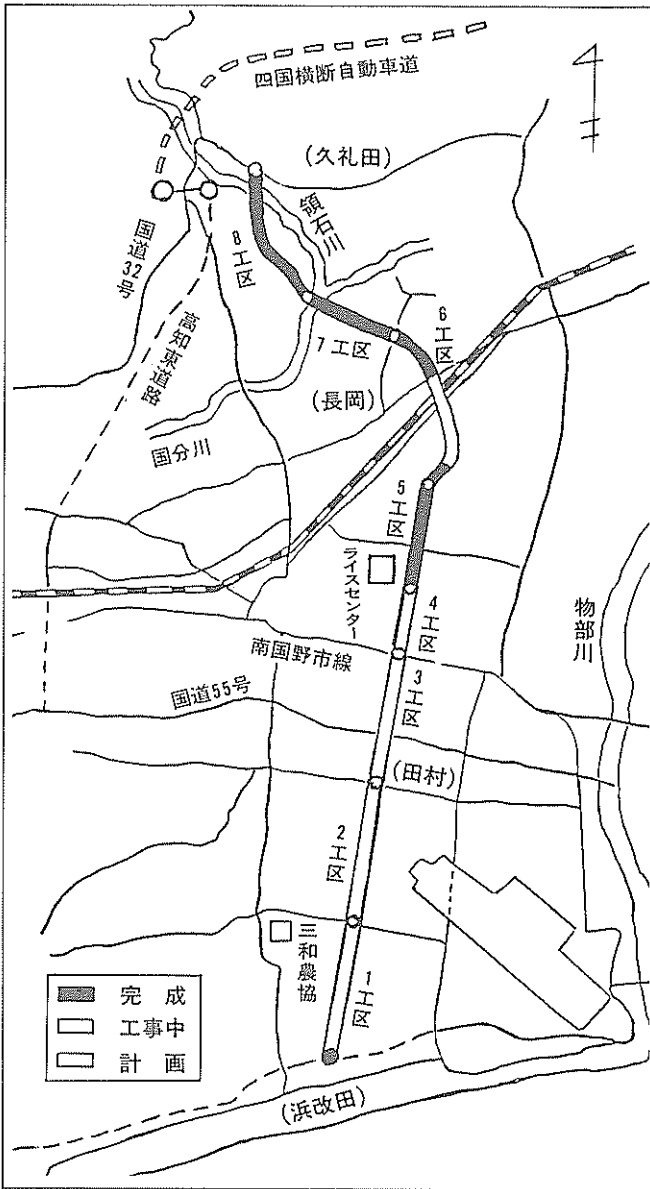 四国横断自動車道
(久礼田)
領石川
国道32号
8工区
高知東道路
7工区
6工区
(長岡)
国分川
5工区
ライスセンター
4工区
物部川
南国野市線
3工区
国道55号
(田村)
2工区
三和農協
1工区
完成
工事中
計画
(浜改田)